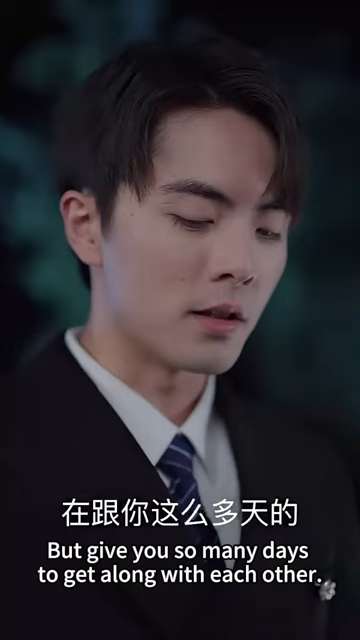 在跟你这么多天的
But give you so many days
to get along with each other.